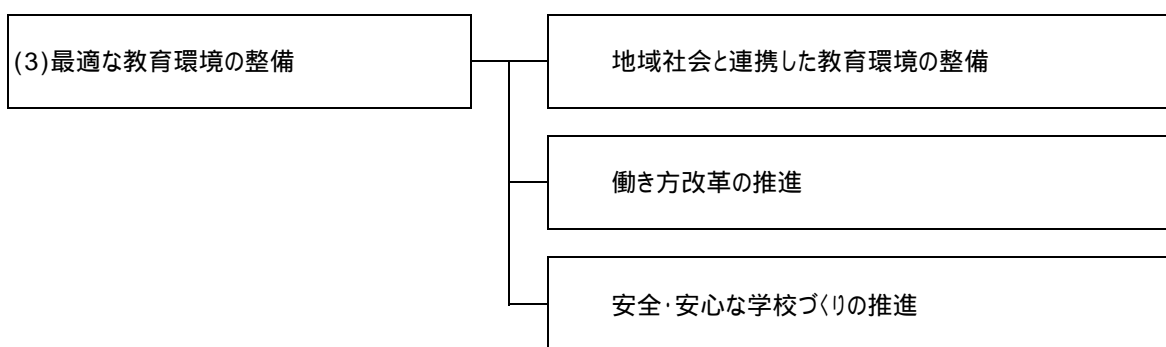 (3)最適な教育環境の整備
地域社会と連携した教育環境の整備
働き方改革の推進
安全・安心な学校づくりの推進